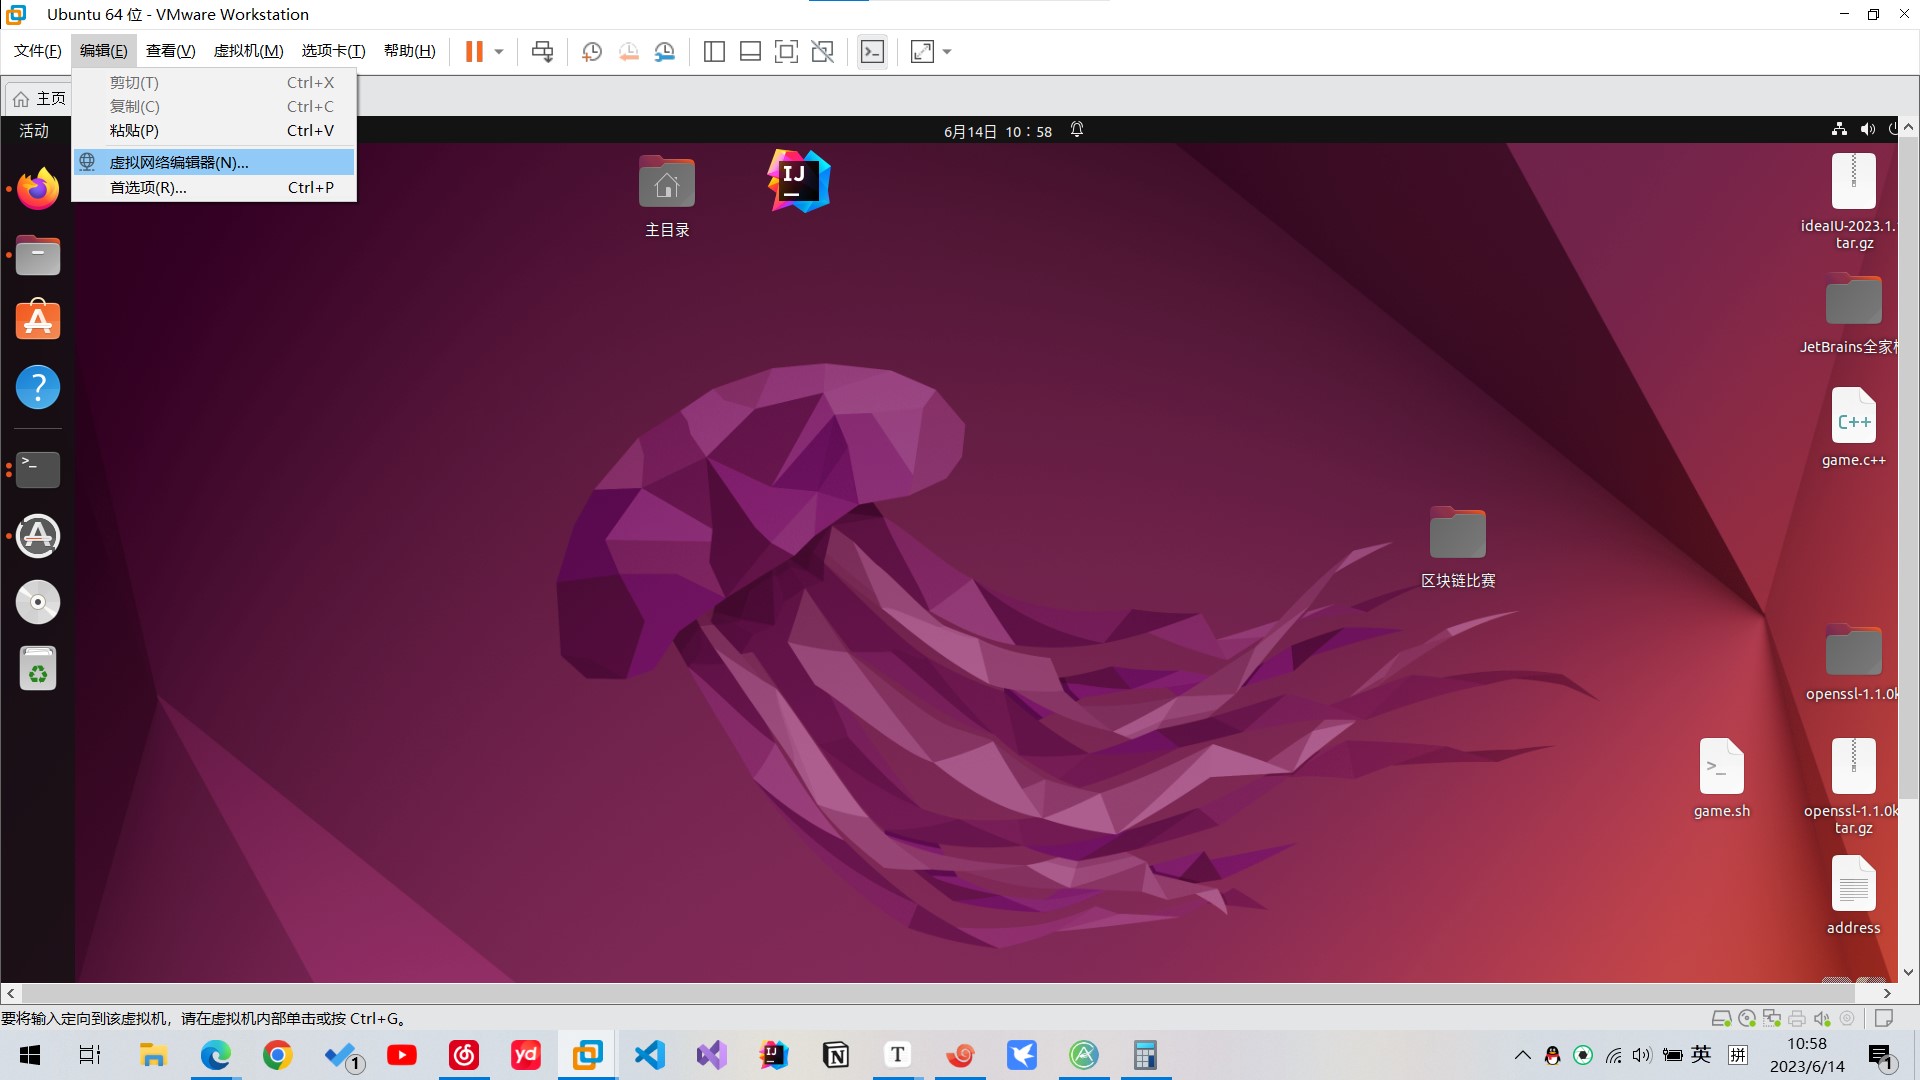 Ubuntu 64 位 - VMware Workstation
文件(F) 编辑(E) 查看(V) 虚拟机(M) 选项卡(T) 帮助(H)
主页
剪切(T) Ctrl+X
复制(C) Ctrl+C
粘贴(P) Ctrl+V
虚拟网络编辑器(N)...
首选项(R)... Ctrl+P
活动
6月14日 10：58
主目录
IJ
ideaIU-2023.1.
tar.gz
JetBrains全家
C++
game.c++
区块链比赛
openssl-1.1.0k
game.sh
openssl-1.1.0k
tar.gz
address
要将输入定向到该虚拟机，请在虚拟机内部单击或按 Ctrl+G。
1
yd
IJ
N
T
英
拼
10:58
2023/6/14
1